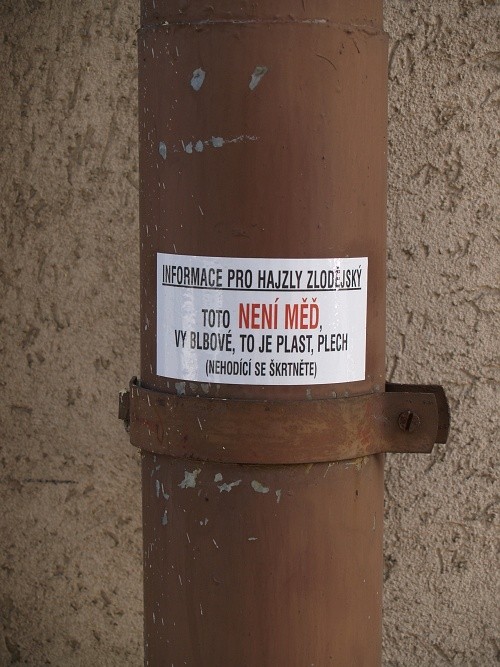 INFORMACE PRO HAJZLY ZLODĚJSKÝ
TOTO NENÍ MĚĎ,
VY BLBOVÉ, TO JE PLAST, PLECH
(NEHODÍCÍ SE ŠKRTNĚTE)